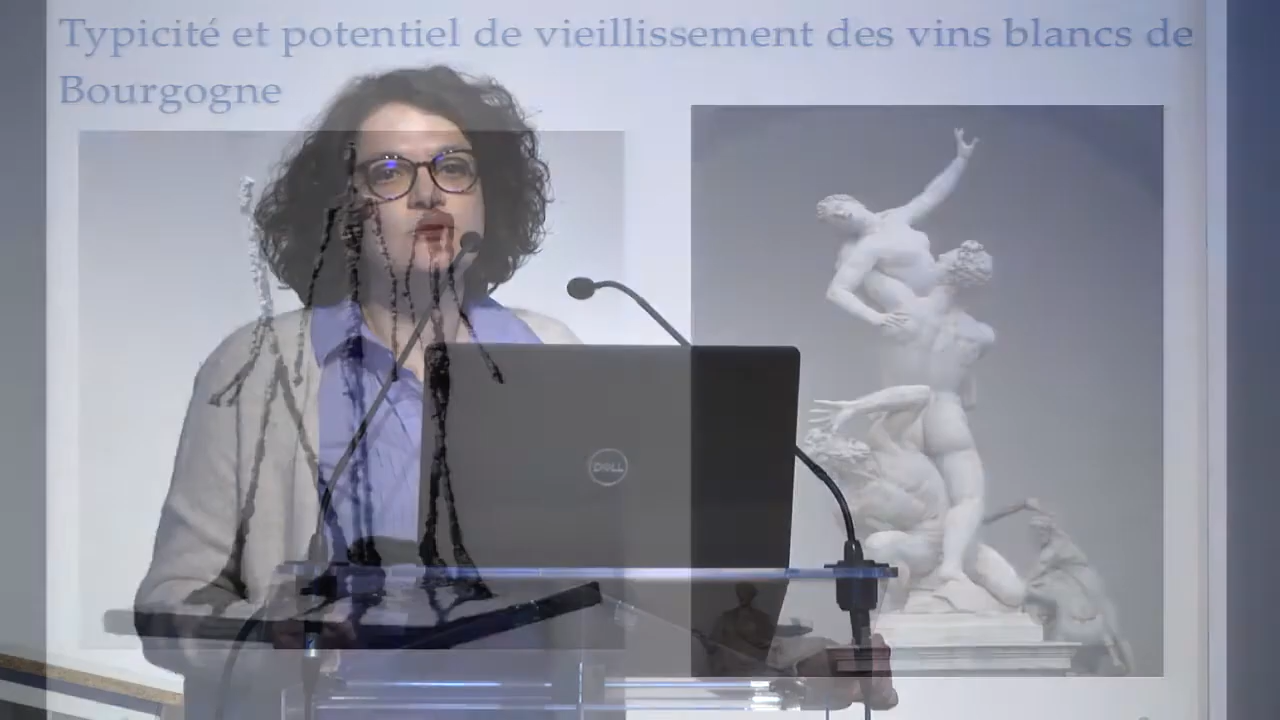 Typicité et potentiel de vieillissement des vins blancs de
Bourgogne
DELL